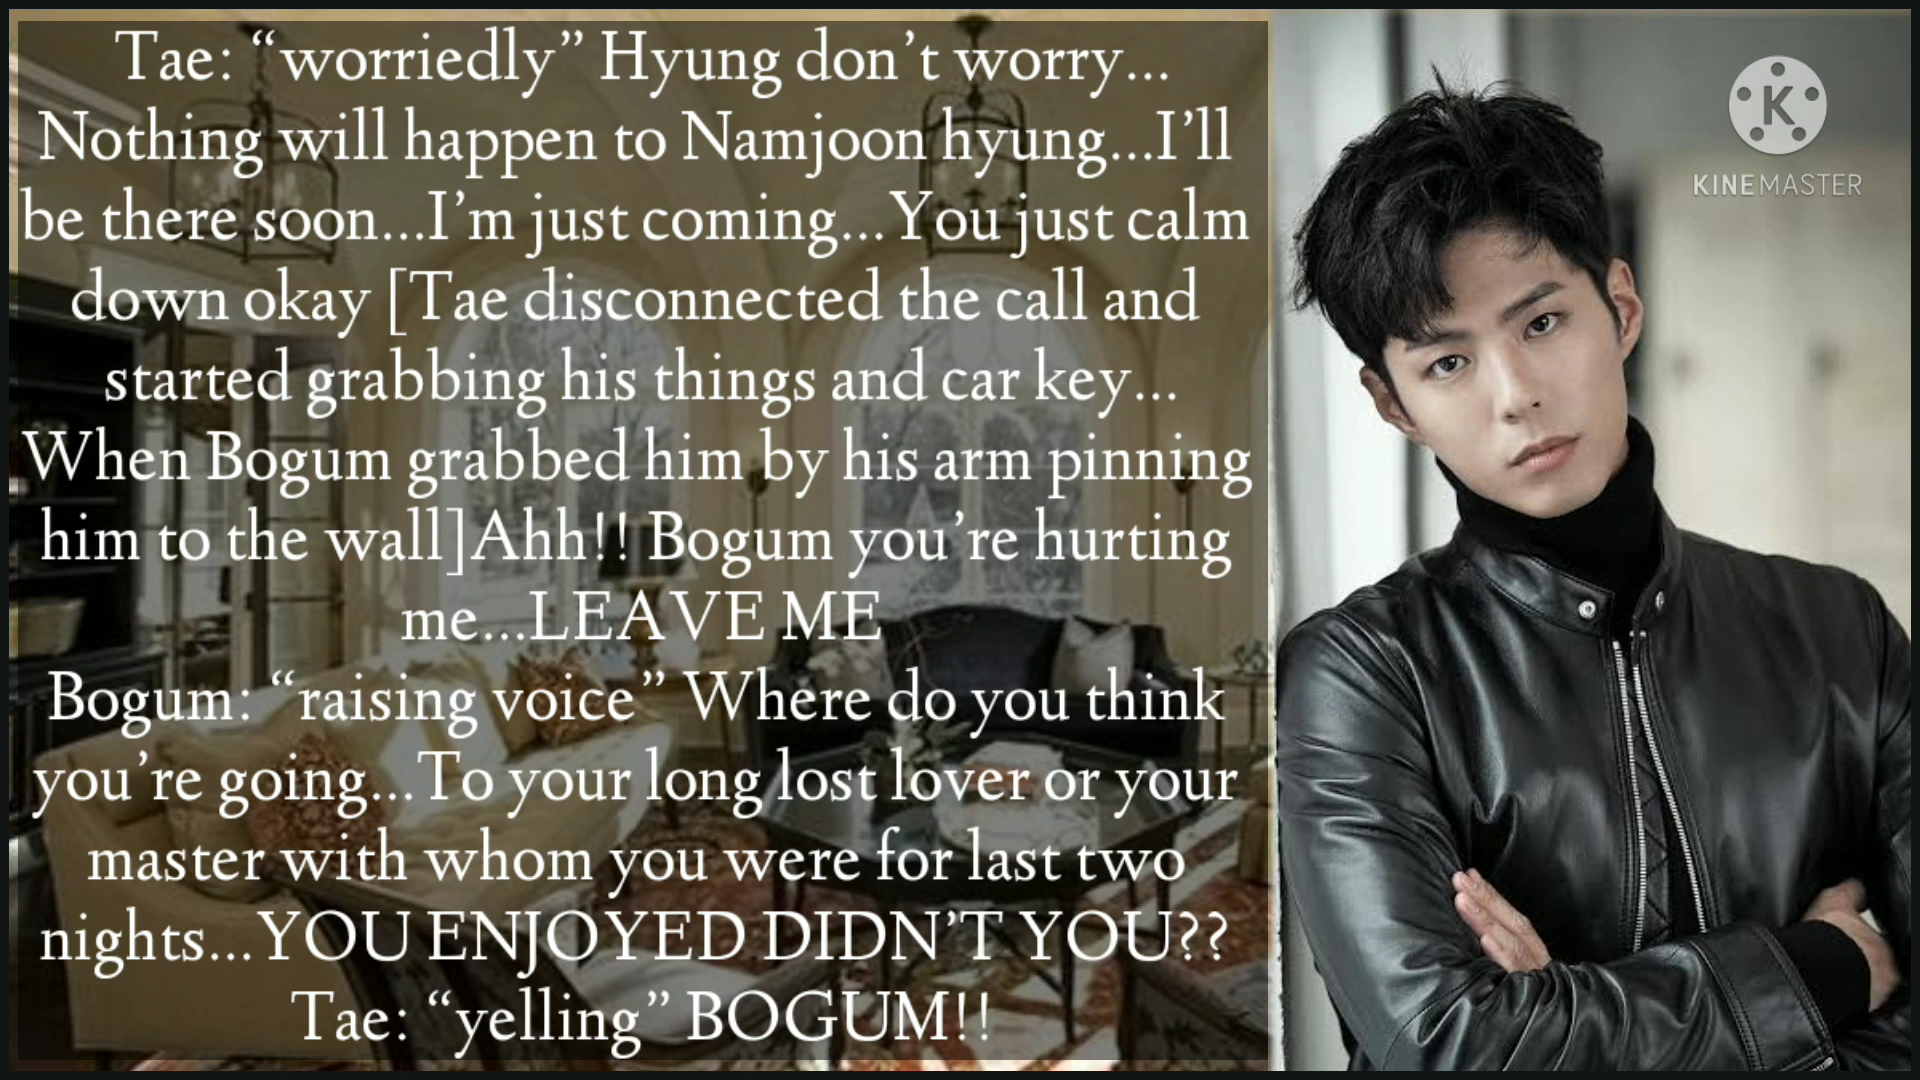 Tae: “worriedly” Hyung don’t worry...
Nothing will happen to Namjoon hyung...I’ll
be there soon...I’m just coming...You just calm
down okay [Tae disconnected the call and
started grabbing his things and car key...
When Bogum grabbed him by his arm pinning
him to the wall]Ahh!! Bogum you’re hurting
me...LEAVE ME
Bogum: “raising voice” Where do you think
you’re going...To your long lost lover or your
master with whom you were for last two
nights...YOU ENJOYED DIDN’T YOU??
Tae: “yelling” BOGUM!!
K
KINEMASTER